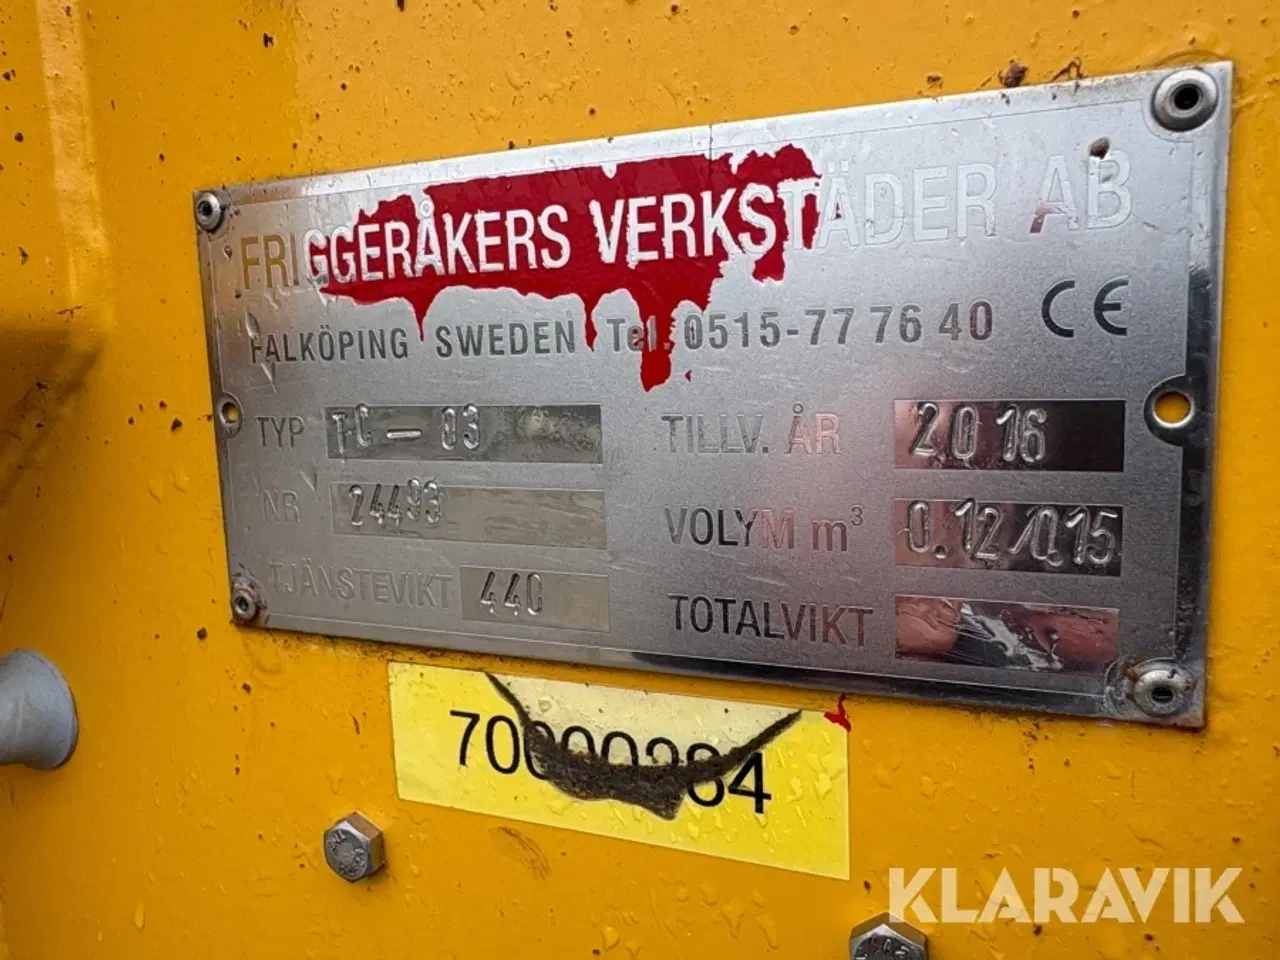 FRIGGERÅKERS VERKSTÄDER AB
FALKÖPING SWEDEN Tel. 0515-77 76 40 CE
TYP TC-03 TILLV. ÅR 2016
NR 24493 VOLYM m³ 0.12/0.15
TJÄNSTEVIKT 440 TOTALVIKT
KLARAVIK